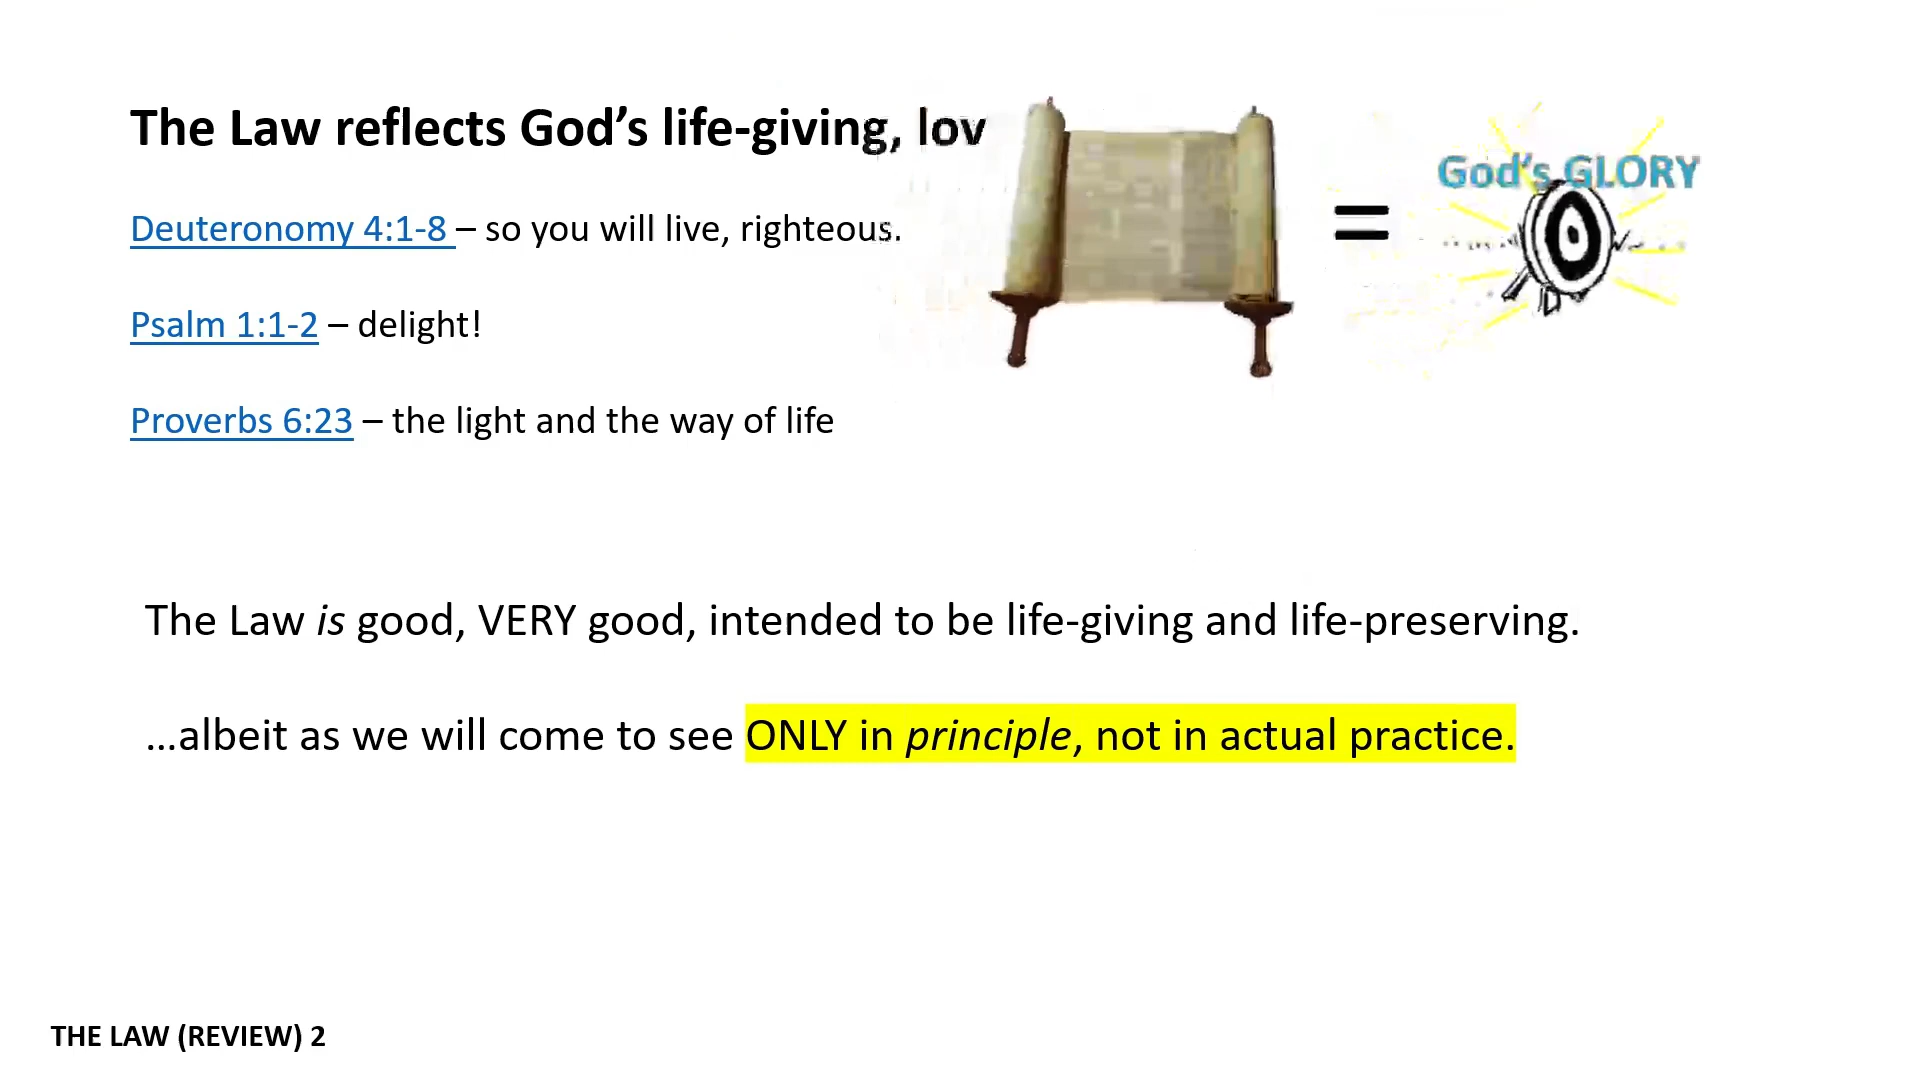 The Law reflects God’s life-giving, lov
Deuteronomy 4:1-8 – so you will live, righteous.
Psalm 1:1-2 – delight!
Proverbs 6:23 – the light and the way of life
=
God’s GLORY
The Law is good, VERY good, intended to be life-giving and life-preserving.
…albeit as we will come to see ONLY in principle, not in actual practice.
THE LAW (REVIEW) 2